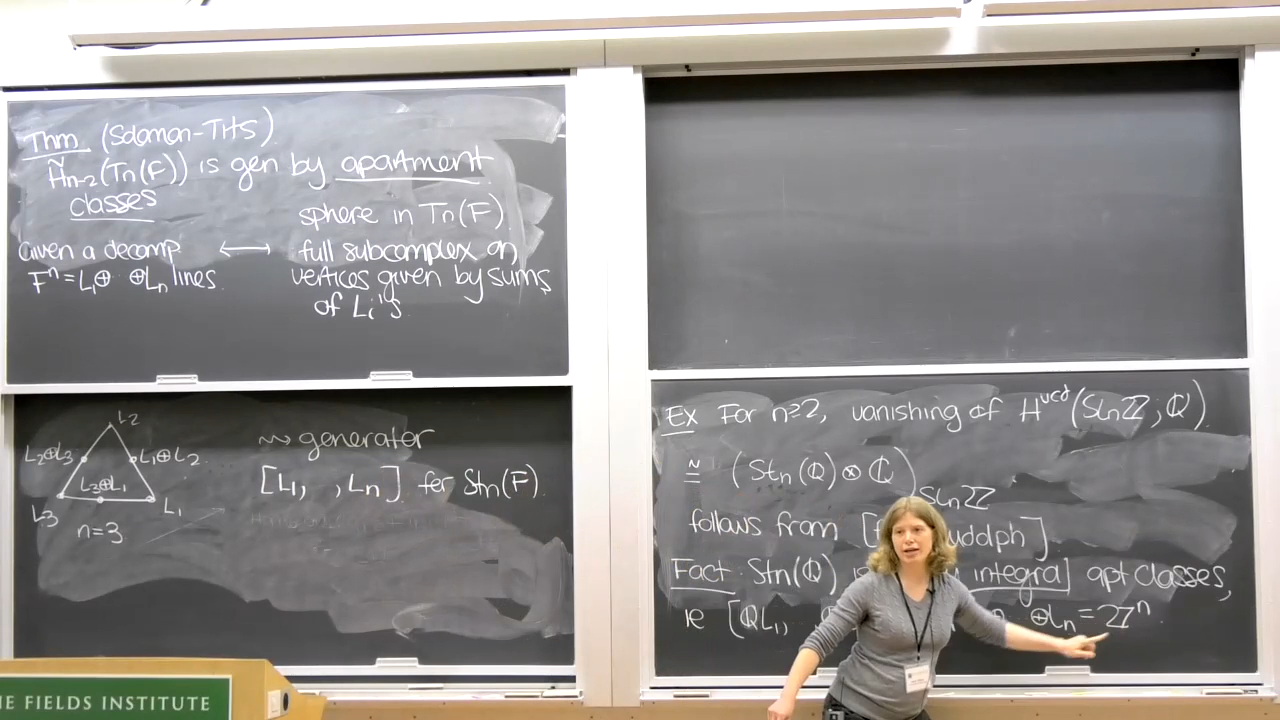 Thm (Solomon-Tits)
H̃n-2(Tn(F)) is gen by apartment
classes
sphere in Tn(F)
given a decomp ⟷ full subcomplex on
Fⁿ = L₁⊕ ⊕Ln lines
vertices given by sums
of Li's
L2
L2⊕L3
L1⊕L2
L3⊕L1
L3
L1
n=3
⇝ generator
[L1, , Ln] for Stn(F)
Ex For n≥2, vanishing of H^vcd(SLnℤ; ℚ)
≅ (Stn(ℚ)⊗ℚ)SLnℤ
follows from [
Fact: Stn(ℚ) integral apt classes,
ie [ℚL1, ⊕Ln = ℤⁿ.
THE FIELDS INSTITUTE